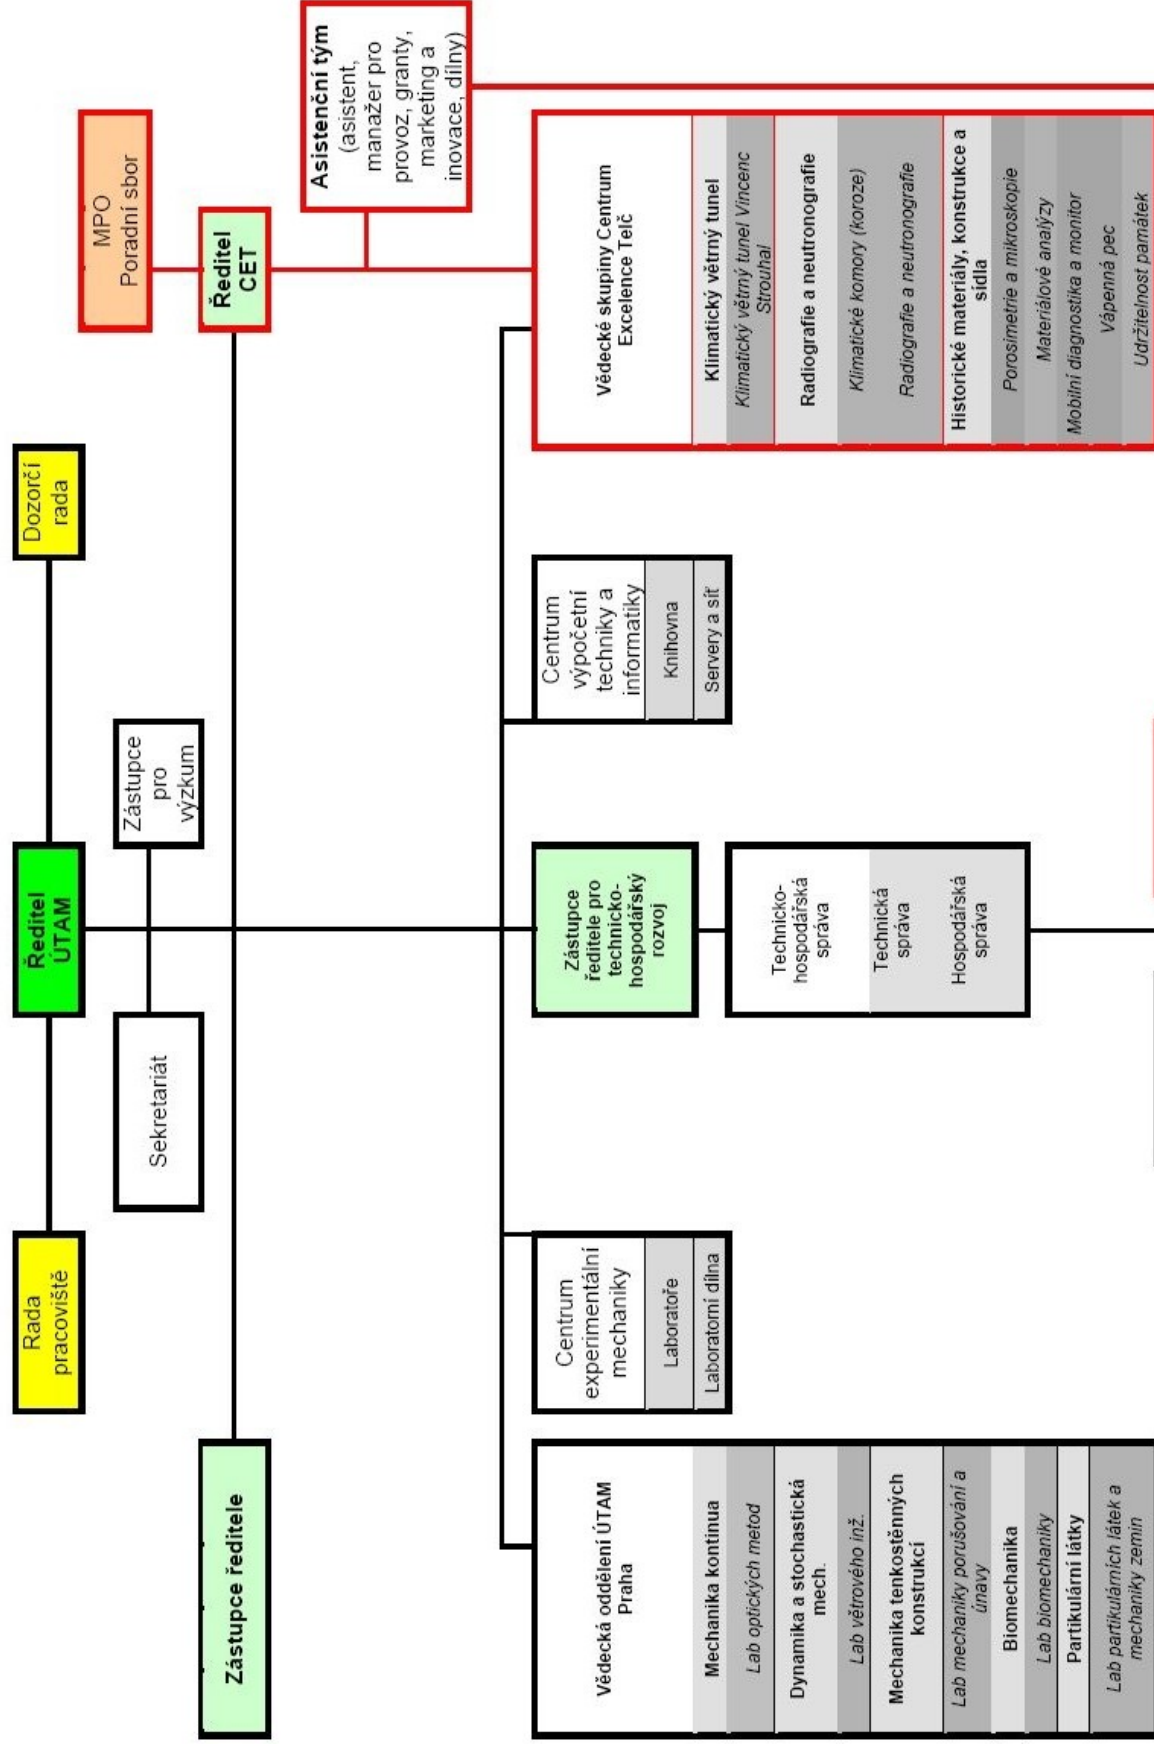 Rada
pracoviště
Ředitel
ÚTAM
Dozorčí
rada
MPO
Poradní sbor
Sekretariát
Zástupce
pro
výzkum
Zástupce ředitele
Ředitel
CET
Asistenční tým
(asistent,
manažer pro
provoz, granty,
marketing a
inovace, dílny)
Vědecká oddělení ÚTAM
Praha
Mechanika kontinua
Lab optických metod
Dynamika a stochastická
mech.
Lab větrového inž.
Mechanika tenkostěnných
konstrukcí
Lab mechaniky porušování a
únavy
Biomechanika
Lab biomechaniky
Partikulární látky
Lab partikulárních látek a
mechaniky zemin
Centrum
experimentální
mechaniky
Laboratoře
Laboratorní dílna
Zástupce
ředitele pro
technicko-
hospodářský
rozvoj
Technicko-
hospodářská
správa
Technická
správa
Hospodářská
správa
Centrum
výpočetní
techniky a
informatiky
Knihovna
Servery a síť
Vědecké skupiny Centrum
Excelence Telč
Klimatický větrný tunel
Klimatický větrný tunel Vincenc
Strouhal
Radiografie a neutronografie
Klimatické komory (koroze)
Radiografie a neutronografie
Historické materiály, konstrukce a
sídla
Porosimetrie a mikroskopie
Materiálové analýzy
Mobilní diagnostika a monitor
Vápenná pec
Udržitelnost památek